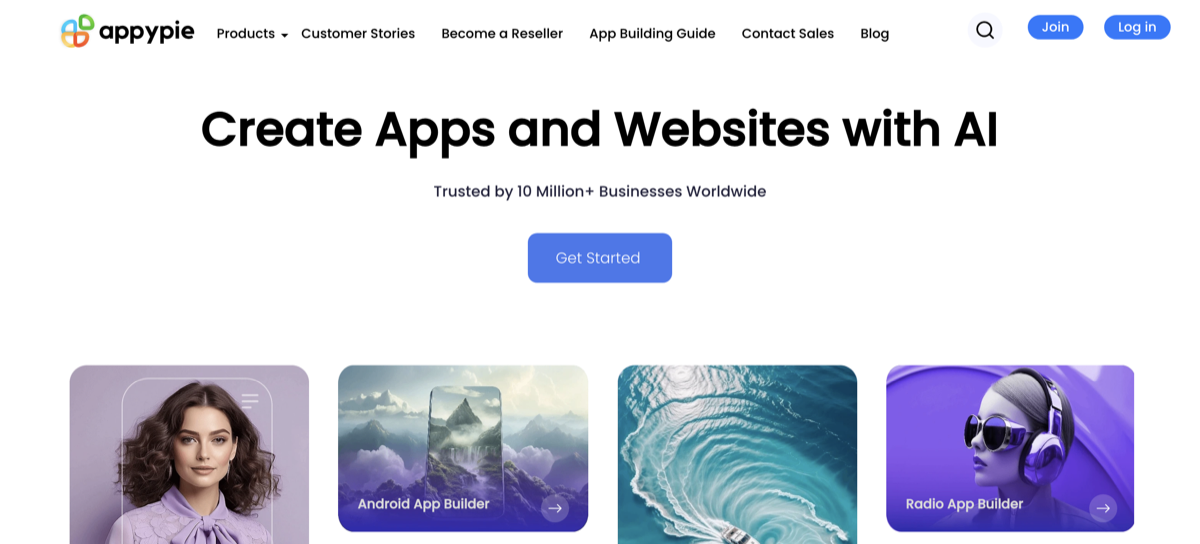 appypie
Products Customer Stories Become a Reseller App Building Guide Contact Sales Blog Join Log in
Create Apps and Websites with AI
Trusted by 10 Million+ Businesses Worldwide
Get Started
Android App Builder
Radio App Builder